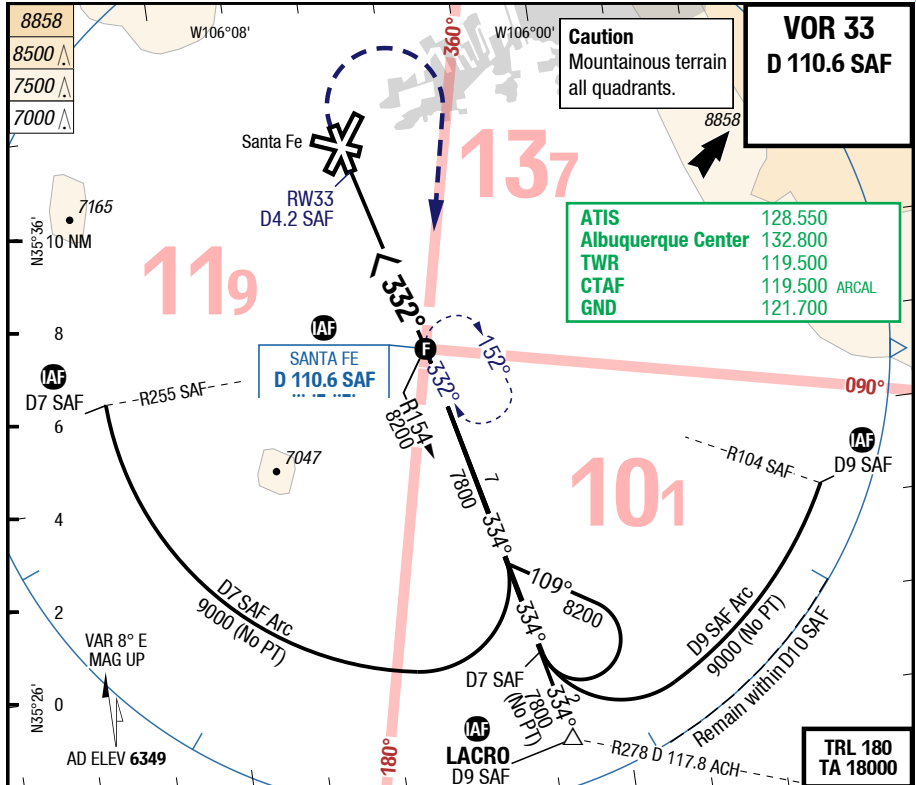 8858
8500
7500
7000
W106°08'
360°
W106°00'
Caution
Mountainous terrain
all quadrants.
VOR 33
D 110.6 SAF
8858
Santa Fe
137
RW33
D4.2 SAF
7165
10 NM
N35°36'
119
ATIS 128.550
Albuquerque Center 132.800
TWR 119.500
CTAF 119.500 ARCAL
GND 121.700
332°
IAF
SANTA FE
D 110.6 SAF
F
152°
332°
090°
8
IAF
D7 SAF
R255 SAF
6
R154
8200
7047
IAF
D9 SAF
R104 SAF
7
7800
101
4
334°
D7 SAF Arc
9000 (No PT)
109°
8200
D9 SAF Arc
9000 (No PT)
Remain within D10 SAF
2
334°
VAR 8° E
MAG UP
D7 SAF
2
7800
(No PT)
334°
N35°26'
0
180°
IAF
LACRO
D9 SAF
R278 D 117.8 ACH
AD ELEV 6349
TRL 180
TA 18000